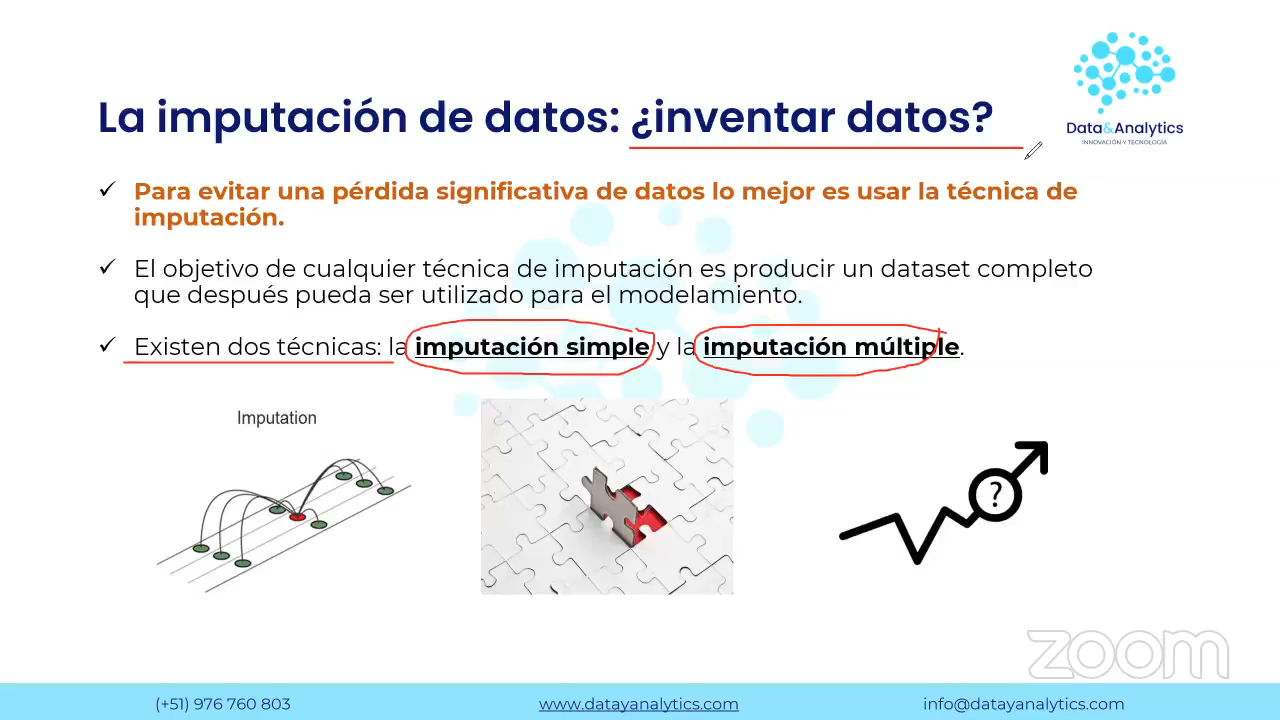 La imputación de datos: ¿inventar datos?
Data&Analytics
INNOVACIÓN Y TECNOLOGÍA
✓ Para evitar una pérdida significativa de datos lo mejor es usar la técnica de
imputación.
✓ El objetivo de cualquier técnica de imputación es producir un dataset completo
que después pueda ser utilizado para el modelamiento.
✓ Existen dos técnicas: la imputación simple y la imputación múltiple.
Imputation
?
zoom
(+51) 976 760 803
www.datayanalytics.com
info@datayanalytics.com